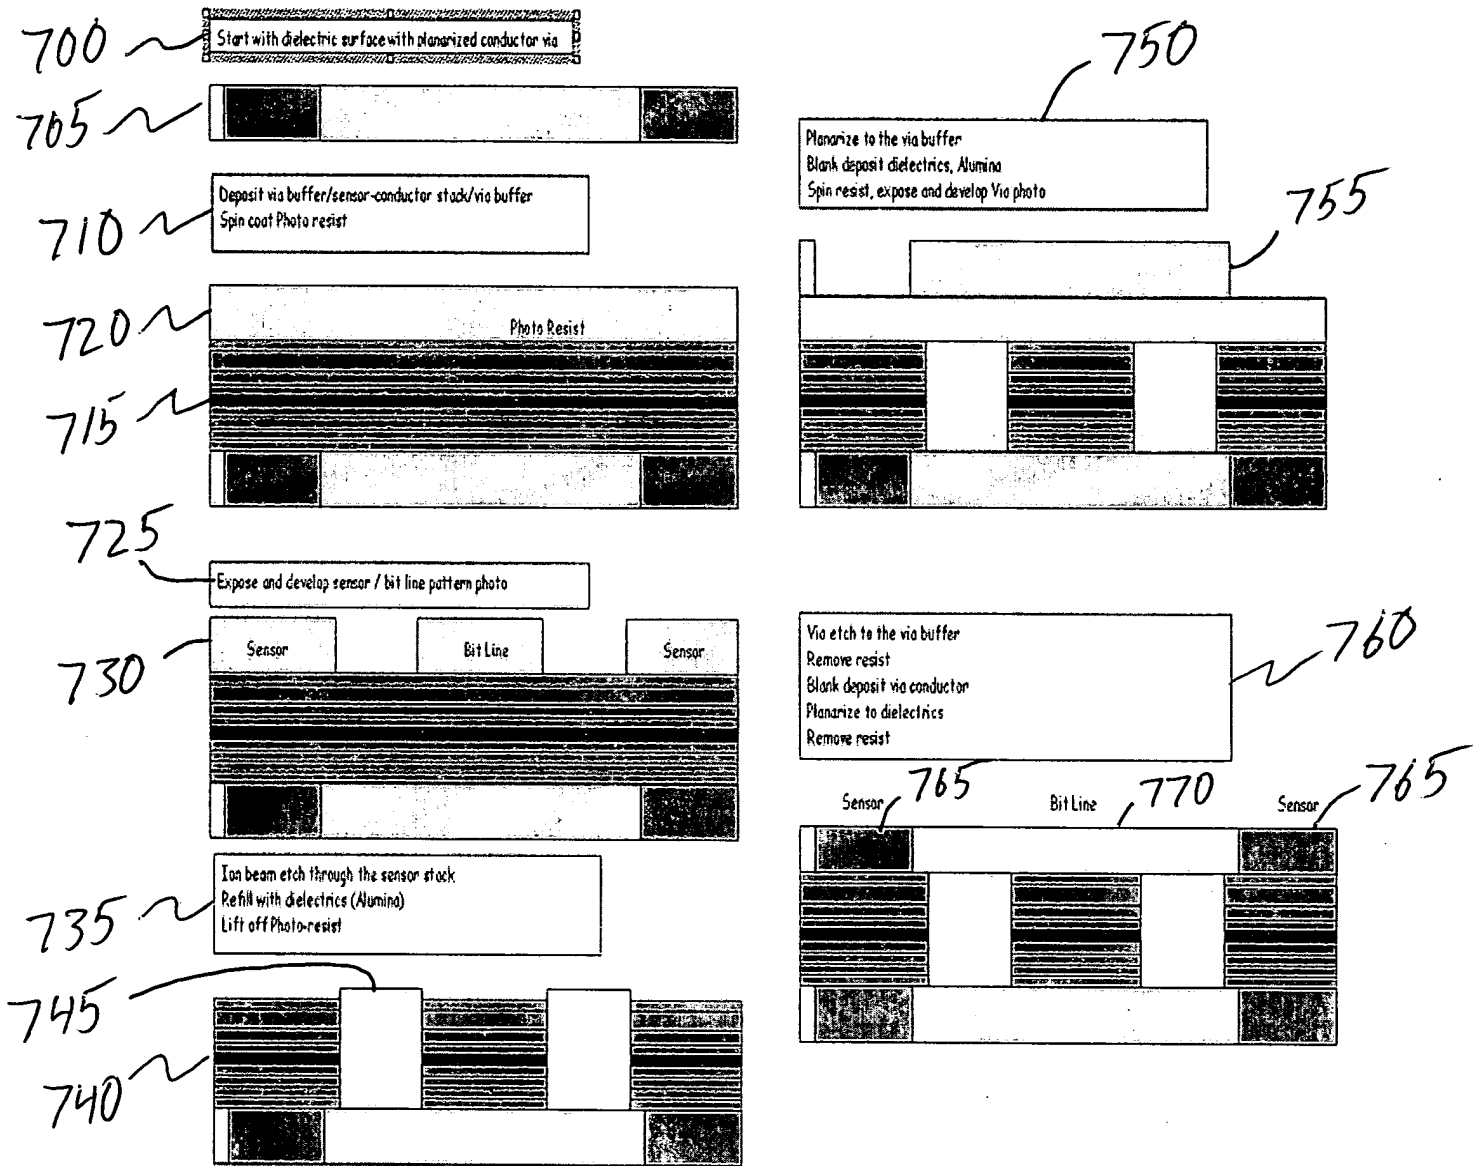 700
Start with dielectric surface with planarized conductor via
705
710
Deposit via buffer/sensor-conductor stack/via buffer
Spin coat Photo resist
720
Photo Resist
715
725
Expose and develop sensor / bit line pattern photo
730
Sensor
Bit Line
Sensor
735
Ion beam etch through the sensor stack
Refill with dielectrics (Alumina)
Lift off Photo-resist
745
740
750
Planarize to the via buffer
Blank deposit dielectrics, Alumina
Spin resist, expose and develop Via photo
755
760
Via etch to the via buffer
Remove resist
Blank deposit via conductor
Planarize to dielectrics
Remove resist
Sensor
765
Bit Line
770
Sensor
765